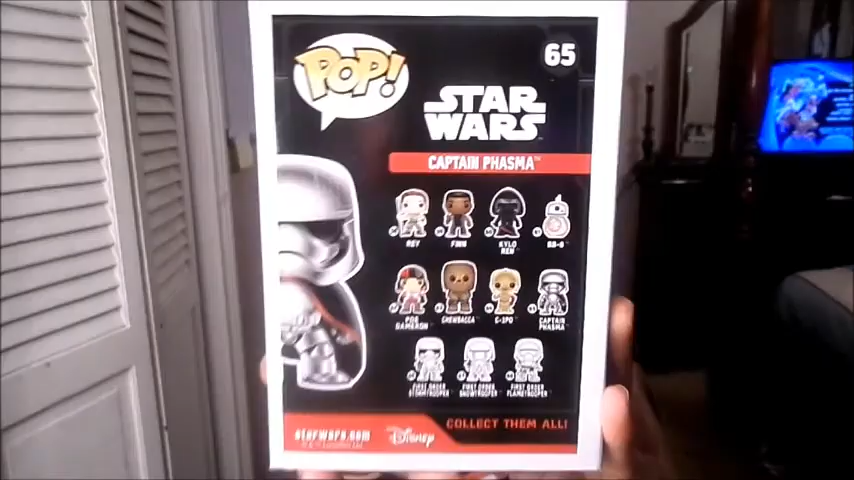 POP!
65
STAR WARS
CAPTAIN PHASMA™
REY
FINN
KYLO REN
BB-8
POE DAMERON
CHEWBACCA
C-3PO
CAPTAIN PHASMA
FIRST ORDER STORMTROOPER
FIRST ORDER SNOWTROOPER
FIRST ORDER FLAMETROOPER
starwars.com
Disney
COLLECT THEM ALL!